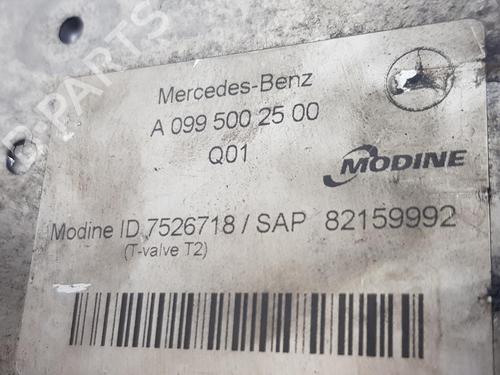 B-PARTS
Mercedes-Benz
A 099 500 25 00
Q01
MODINE
Modine ID 7526718 / SAP 82159992
(T-valve T2)